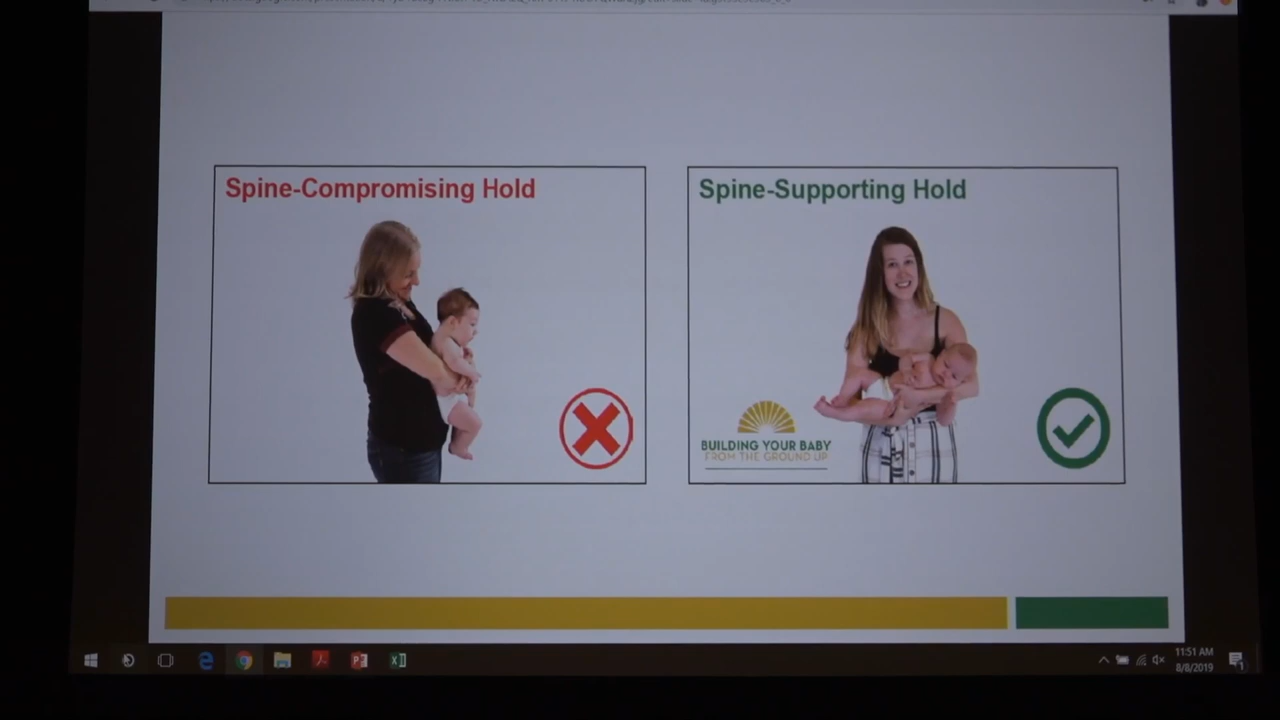 Spine-Compromising Hold
Spine-Supporting Hold
BUILDING YOUR BABY
FROM THE GROUND UP
11:51 AM
8/8/2019